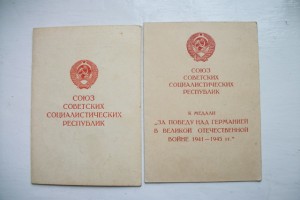 СОЮЗ
СОВЕТСКИХ
СОЦИАЛИСТИЧЕСКИХ
РЕСПУБЛИК
СОЮЗ
СОВЕТСКИХ
СОЦИАЛИСТИЧЕСКИХ
РЕСПУБЛИК
К МЕДАЛИ
„ЗА ПОБЕДУ НАД ГЕРМАНИЕЙ
В ВЕЛИКОЙ ОТЕЧЕСТВЕННОЙ
ВОЙНЕ 1941—1945 гг."